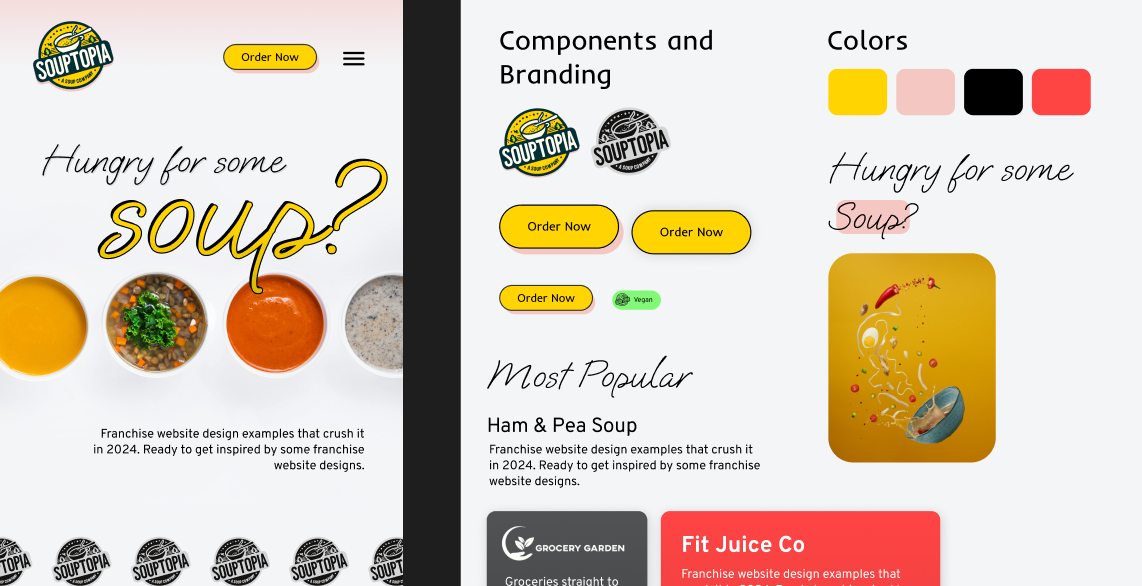 SOUPTOPIA
• A SOUP COMPANY •
Order Now
Hungry for some
soup?
Franchise website design examples that crush it
in 2024. Ready to get inspired by some franchise
website designs.
SOUPTOPIA
SOUPTOPIA
SOUPTOPIA
SOUPTOPIA
Components and
Branding
SOUPTOPIA
• A SOUP COMPANY •
SOUPTOPIA
• A SOUP COMPANY •
Order Now
Order Now
Order Now
Vegan
Most Popular
Ham & Pea Soup
Franchise website design examples that crush it
in 2024. Ready to get inspired by some franchise
website designs.
GROCERY GARDEN
Groceries straight to
Fit Juice Co
Franchise website design examples that
Colors
Hungry for some
Soup?